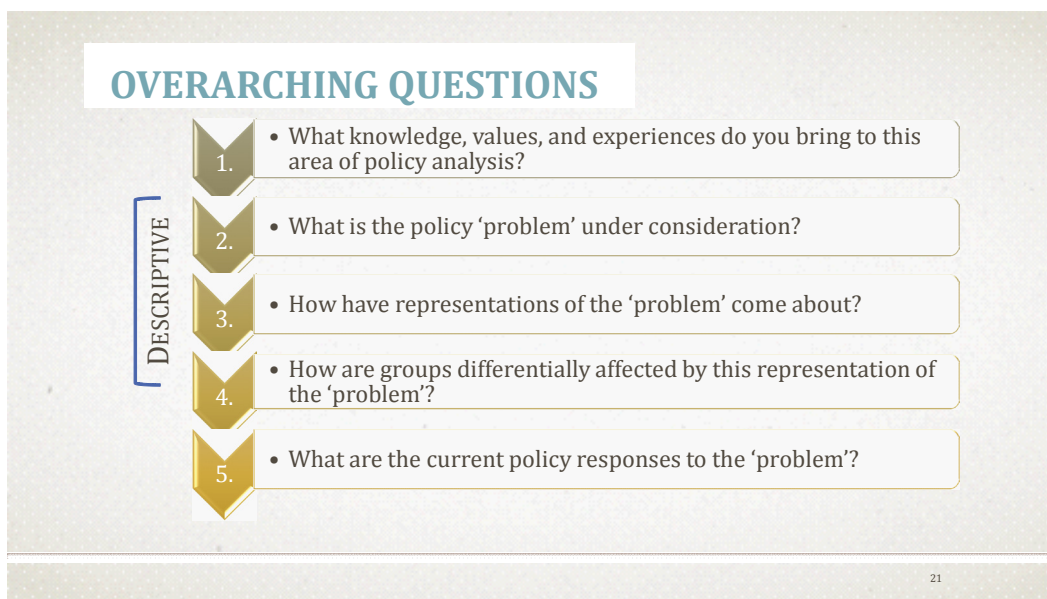 OVERARCHING QUESTIONS
1.
• What knowledge, values, and experiences do you bring to this
area of policy analysis?
DESCRIPTIVE
2.
• What is the policy ‘problem’ under consideration?
3.
• How have representations of the ‘problem’ come about?
4.
• How are groups differentially affected by this representation of
the ‘problem’?
5.
• What are the current policy responses to the ‘problem’?
21